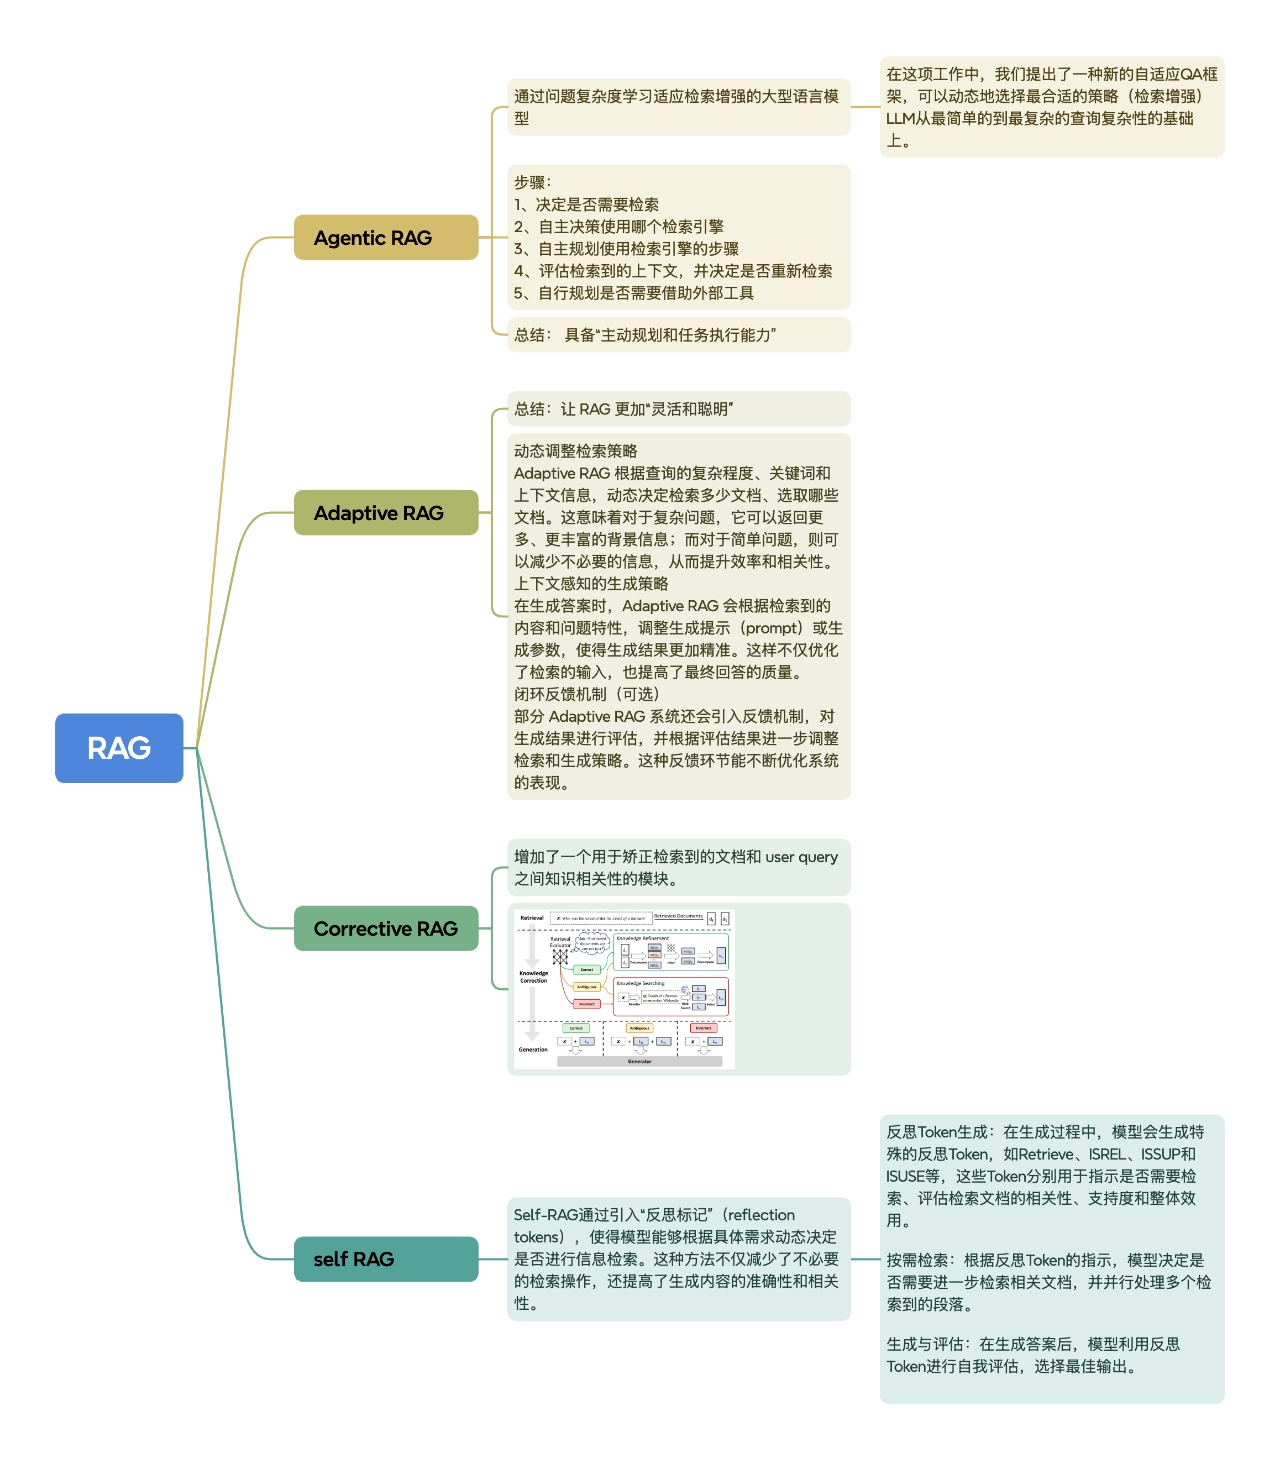 RAG
Agentic RAG
通过问题复杂度学习适应检索增强的大型语言模
型
在这项工作中，我们提出了一种新的自适应QA框
架，可以动态地选择最合适的策略（检索增强）
LLM从最简单的到最复杂的查询复杂性的基础
上。
步骤：
1、决定是否需要检索
2、自主决策使用哪个检索引擎
3、自主规划使用检索引擎的步骤
4、评估检索到的上下文，并决定是否重新检索
5、自行规划是否需要借助外部工具
总结： 具备“主动规划和任务执行能力”
Adaptive RAG
总结：让 RAG 更加“灵活和聪明”
动态调整检索策略
Adaptive RAG 根据查询的复杂程度、关键词和
上下文信息，动态决定检索多少文档、选取哪些
文档。这意味着对于复杂问题，它可以返回更
多、更丰富的背景信息；而对于简单问题，则可
以减少不必要的信息，从而提升效率和相关性。
上下文感知的生成策略
在生成答案时，Adaptive RAG 会根据检索到的
内容和问题特性，调整生成提示（prompt）或生
成参数，使得生成结果更加精准。这样不仅优化
了检索的输入，也提高了最终回答的质量。
闭环反馈机制（可选）
部分 Adaptive RAG 系统还会引入反馈机制，对
生成结果进行评估，并根据评估结果进一步调整
检索和生成策略。这种反馈环节能不断优化系统
的表现。
Corrective RAG
增加了一个用于矫正检索到的文档和 user query
之间知识相关性的模块。
Retrieval
Retrieved Documents
Retrieval
Evaluator
Knowledge
Correction
Correct
Ambiguous
Incorrect
Knowledge Refinement
Knowledge Searching
Correct
Ambiguous
Incorrect
Generation
Generator
self RAG
Self-RAG通过引入“反思标记”（reflection
tokens），使得模型能够根据具体需求动态决定
是否进行信息检索。这种方法不仅减少了不必要
的检索操作，还提高了生成内容的准确性和相关
性。
反思Token生成：在生成过程中，模型会生成特
殊的反思Token，如Retrieve、ISREL、ISSUP和
ISUSE等，这些Token分别用于指示是否需要检
索、评估检索文档的相关性、支持度和整体效
用。
按需检索：根据反思Token的指示，模型决定是
否需要进一步检索相关文档，并并行处理多个检
索到的段落。
生成与评估：在生成答案后，模型利用反思
Token进行自我评估，选择最佳输出。